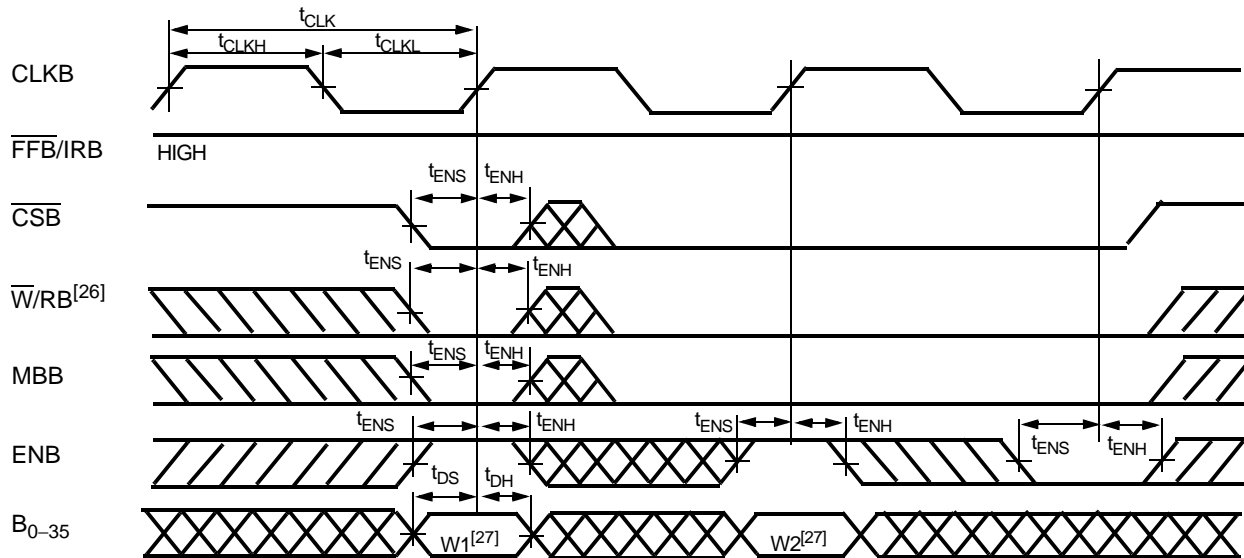 tCLK
tCLKH tCLKL
CLKB
FFB/IRB HIGH
tENS tENH
CSB
tENS tENH
W/RB[26]
tENS tENH
MBB
tENS tENH tENS tENH
ENB tENS tENH
tDS tDH
B0–35 W1[27] W2[27]